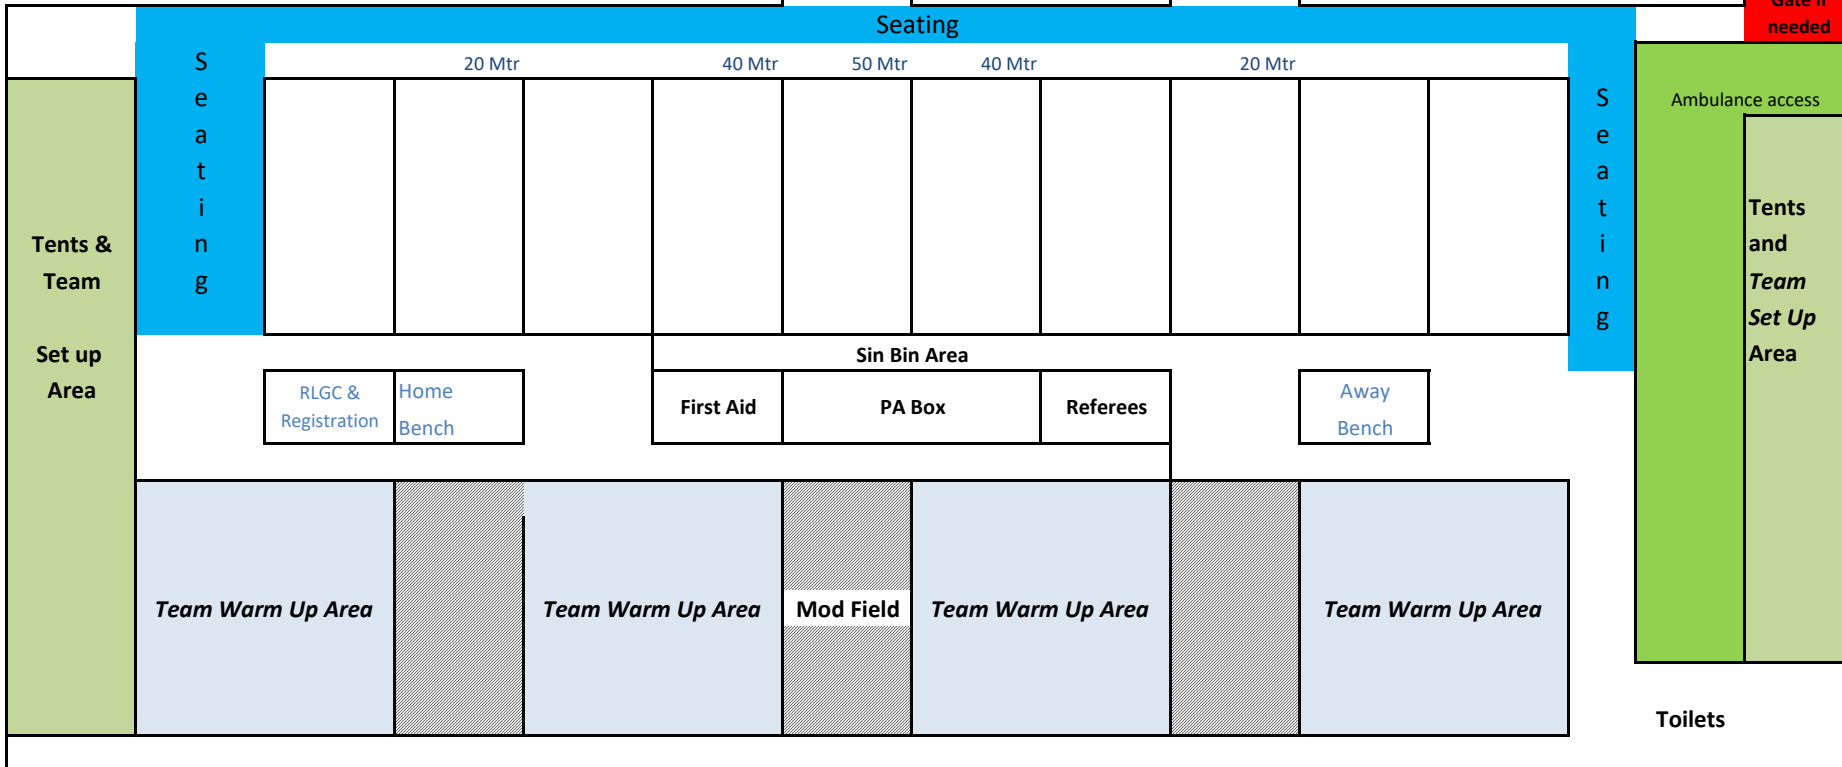 Gate if
needed
Seating
20 Mtr 40 Mtr 50 Mtr 40 Mtr 20 Mtr
S
e
a
t
i
n
g
S
e
a
t
i
n
g
Ambulance access
Tents &
Team
Set up
Area
Tents
and
Team
Set Up
Area
Sin Bin Area
RLGC &
Registration
Home
Bench
First Aid
PA Box
Referees
Away
Bench
Team Warm Up Area
Team Warm Up Area
Mod Field
Team Warm Up Area
Team Warm Up Area
Toilets